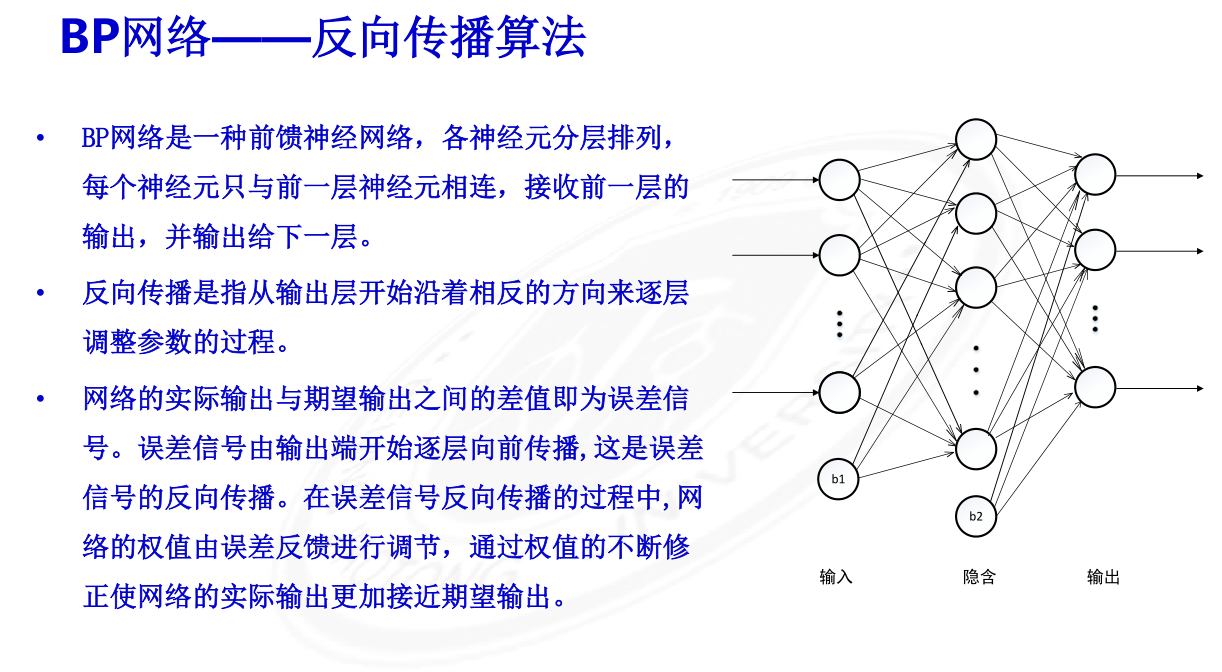 BP网络——反向传播算法
• BP网络是一种前馈神经网络，各神经元分层排列，
每个神经元只与前一层神经元相连，接收前一层的
输出，并输出给下一层。
• 反向传播是指从输出层开始沿着相反的方向来逐层
调整参数的过程。
• 网络的实际输出与期望输出之间的差值即为误差信
号。误差信号由输出端开始逐层向前传播,这是误差
信号的反向传播。在误差信号反向传播的过程中,网
络的权值由误差反馈进行调节，通过权值的不断修
正使网络的实际输出更加接近期望输出。
b1
b2
输入
隐含
输出